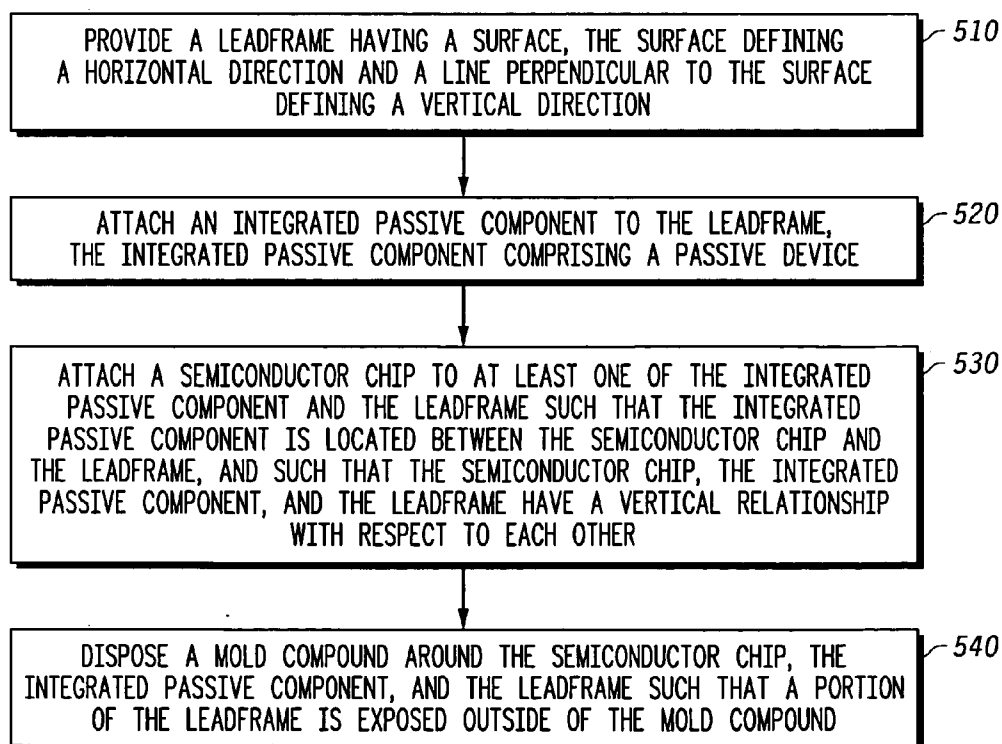 PROVIDE A LEADFRAME HAVING A SURFACE, THE SURFACE DEFINING
A HORIZONTAL DIRECTION AND A LINE PERPENDICULAR TO THE SURFACE
DEFINING A VERTICAL DIRECTION
510
ATTACH AN INTEGRATED PASSIVE COMPONENT TO THE LEADFRAME,
THE INTEGRATED PASSIVE COMPONENT COMPRISING A PASSIVE DEVICE
520
ATTACH A SEMICONDUCTOR CHIP TO AT LEAST ONE OF THE INTEGRATED
PASSIVE COMPONENT AND THE LEADFRAME SUCH THAT THE INTEGRATED
PASSIVE COMPONENT IS LOCATED BETWEEN THE SEMICONDUCTOR CHIP AND
THE LEADFRAME, AND SUCH THAT THE SEMICONDUCTOR CHIP, THE INTEGRATED
PASSIVE COMPONENT, AND THE LEADFRAME HAVE A VERTICAL RELATIONSHIP
WITH RESPECT TO EACH OTHER
530
DISPOSE A MOLD COMPOUND AROUND THE SEMICONDUCTOR CHIP, THE
INTEGRATED PASSIVE COMPONENT, AND THE LEADFRAME SUCH THAT A PORTION
OF THE LEADFRAME IS EXPOSED OUTSIDE OF THE MOLD COMPOUND
540